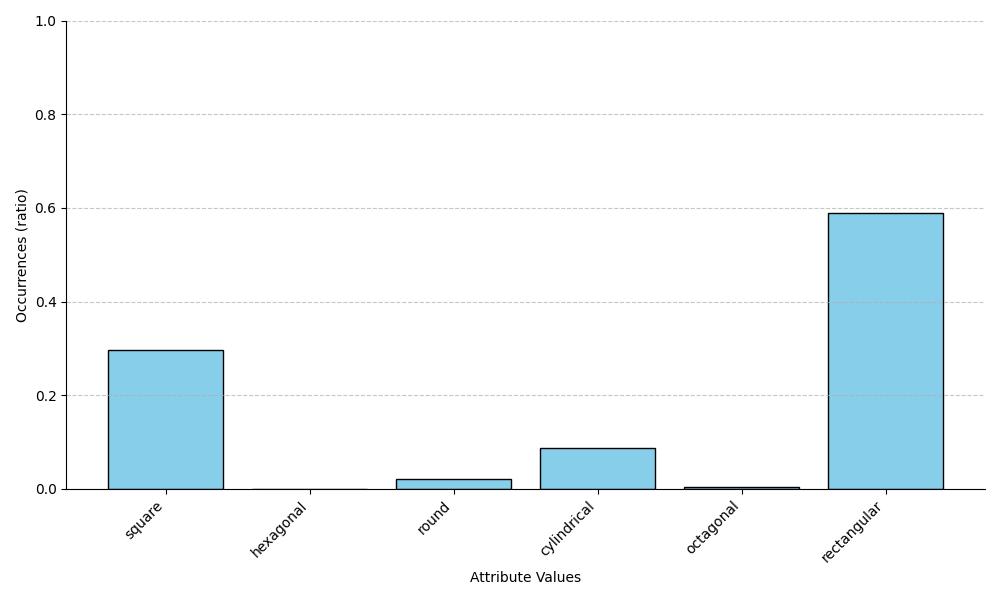 1.0
0.8
0.6
0.4
0.2
0.0
Occurrences (ratio)
square
hexagonal
round
cylindrical
octagonal
rectangular
Attribute Values